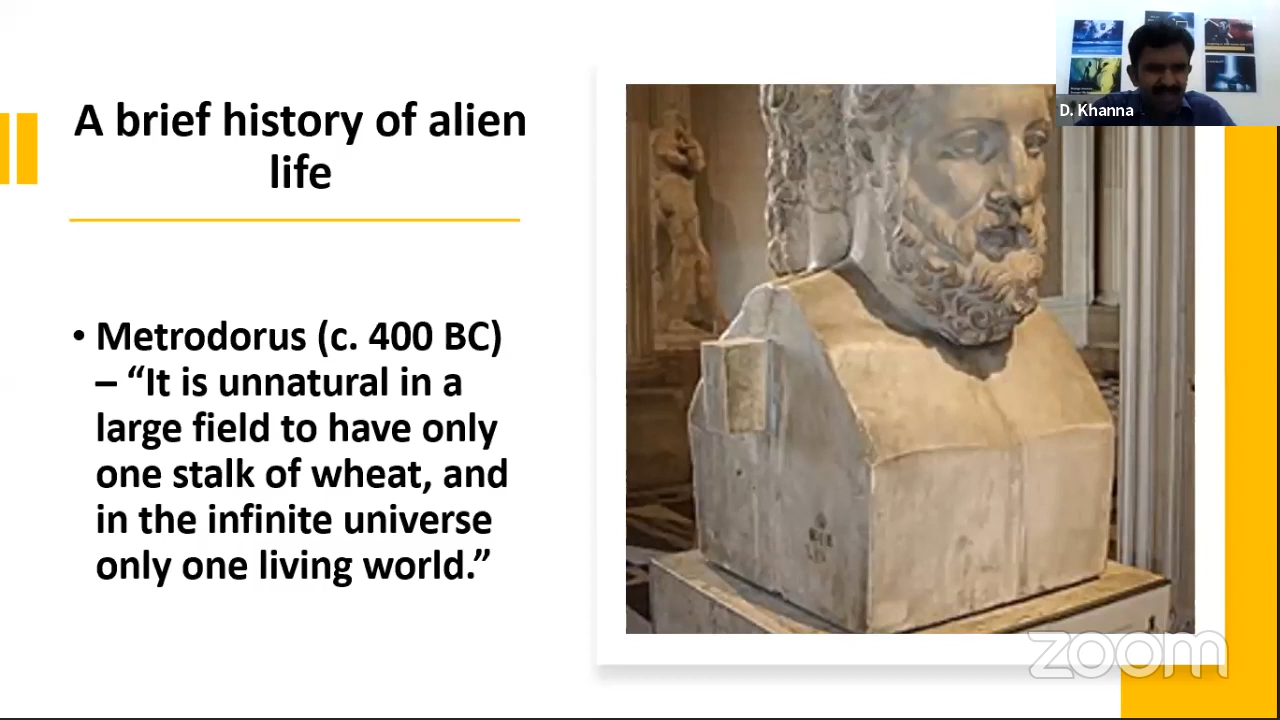 A brief history of alien
life
• Metrodorus (c. 400 BC)
– “It is unnatural in a
large field to have only
one stalk of wheat, and
in the infinite universe
only one living world.”
D. Khanna
zoom